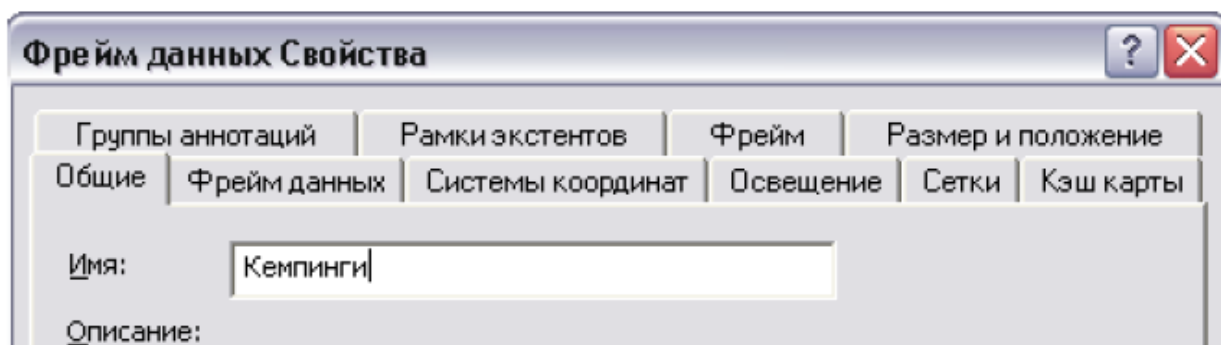 Фрейм данных Свойства
Группы аннотаций Рамки экстентов Фрейм Размер и положение
Общие Фрейм данных Системы координат Освещение Сетки Кэш карты
Имя: Кемпинги
Описание: